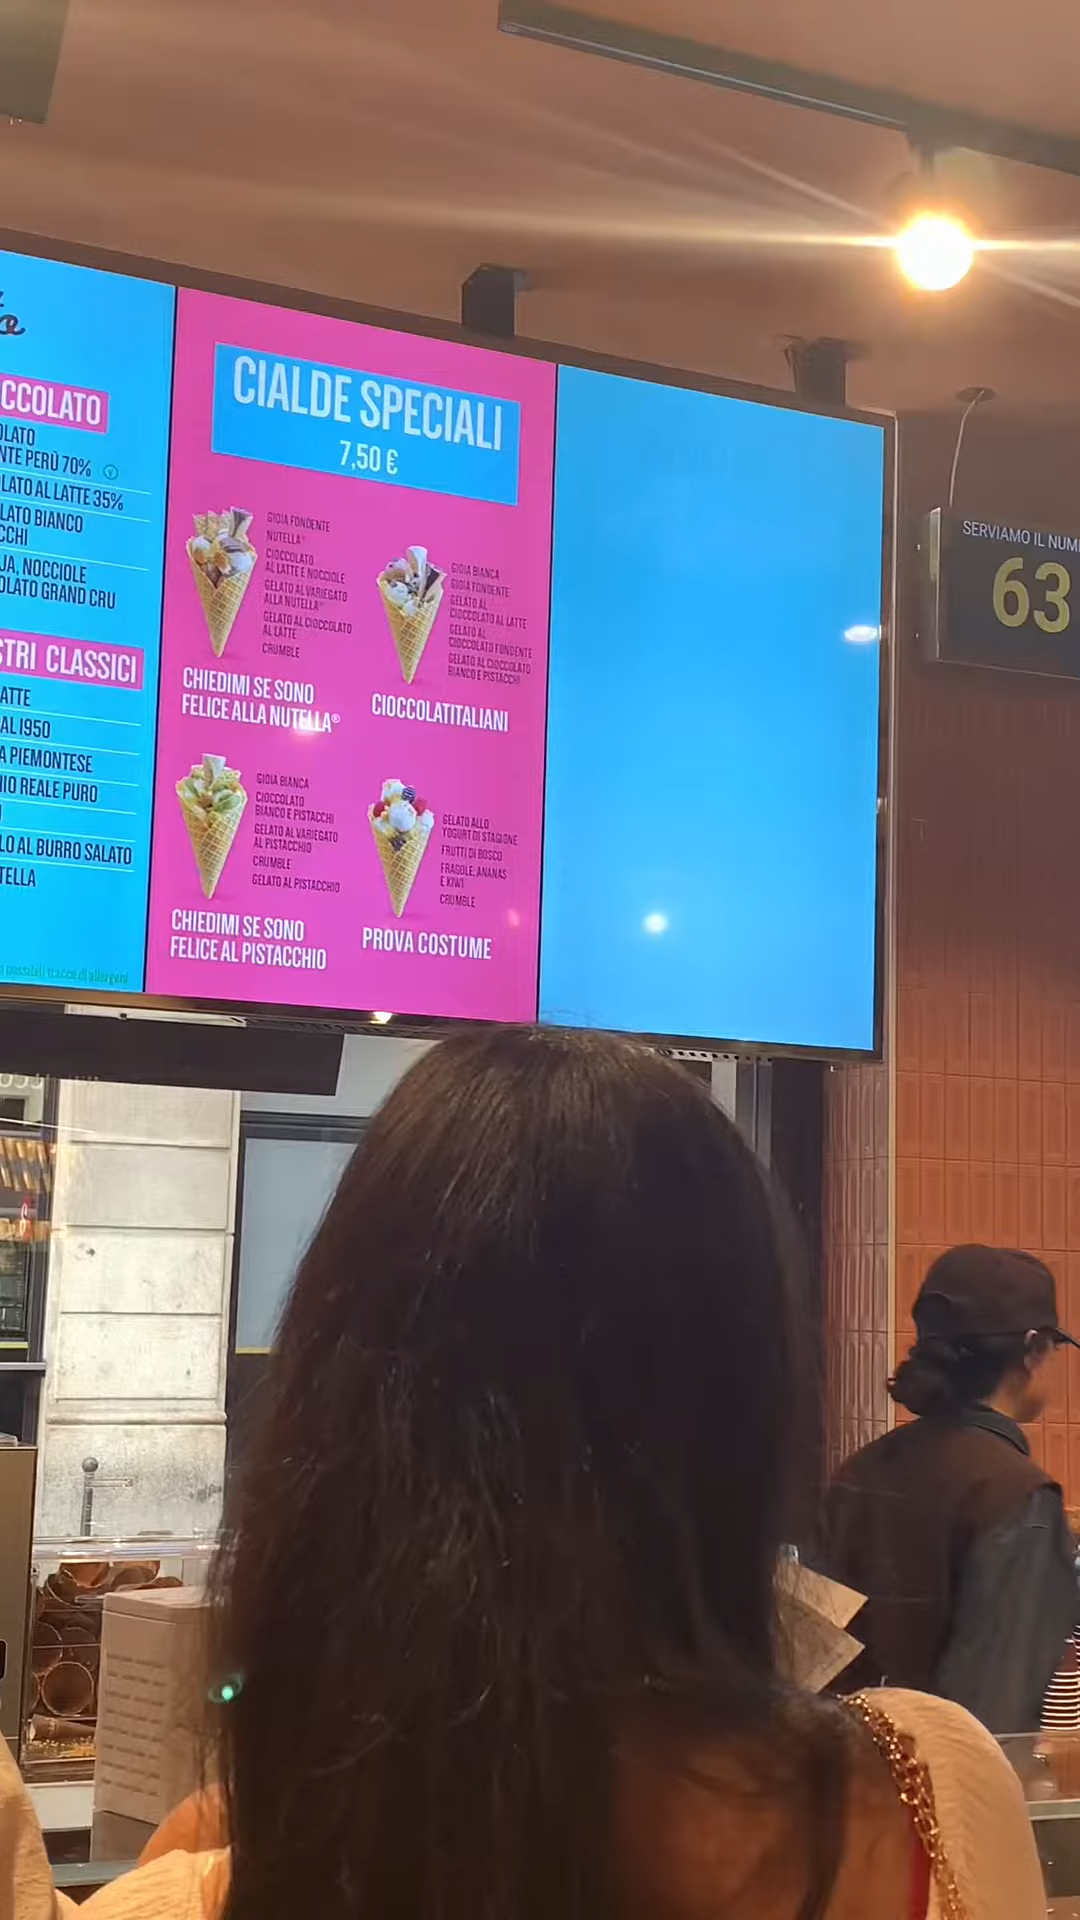 CCOLATO
OLATO
NTE PERÙ 70%
LATO AL LATTE 35%
LATO BIANCO
CCHI
JA, NOCCIOLE
OLATO GRAND CRU
STRI CLASSICI
ATTE
AL 1950
A PIEMONTESE
HIO REALE PURO
LO AL BURRO SALATO
TELLA
possibili tracce di allergeni
CIALDE SPECIALI
7,50 €
GIOIA FONDENTE
NUTELLA®
CIOCCOLATO
AL LATTE E NOCCIOLE
GELATO AL VARIEGATO
ALLA NUTELLA®
GELATO AL CIOCCOLATO
AL LATTE
CRUMBLE
CHIEDIMI SE SONO
FELICE ALLA NUTELLA®
GIOIA BIANCA
GIOIA FONDENTE
GELATO AL
CIOCCOLATO AL LATTE
GELATO AL
CIOCCOLATO FONDENTE
GELATO AL CIOCCOLATO
BIANCO E PISTACCHI
CIOCCOLATITALIANI
GIOIA BIANCA
CIOCCOLATO
BIANCO E PISTACCHI
GELATO AL VARIEGATO
AL PISTACCHIO
CRUMBLE
GELATO AL PISTACCHIO
CHIEDIMI SE SONO
FELICE AL PISTACCHIO
GELATO ALLO
YOGURT DI STAGIONE
FRUTTI DI BOSCO
FRAGOLE, ANANAS
E KIWI
CRUMBLE
PROVA COSTUME
SERVIAMO IL NUM
63